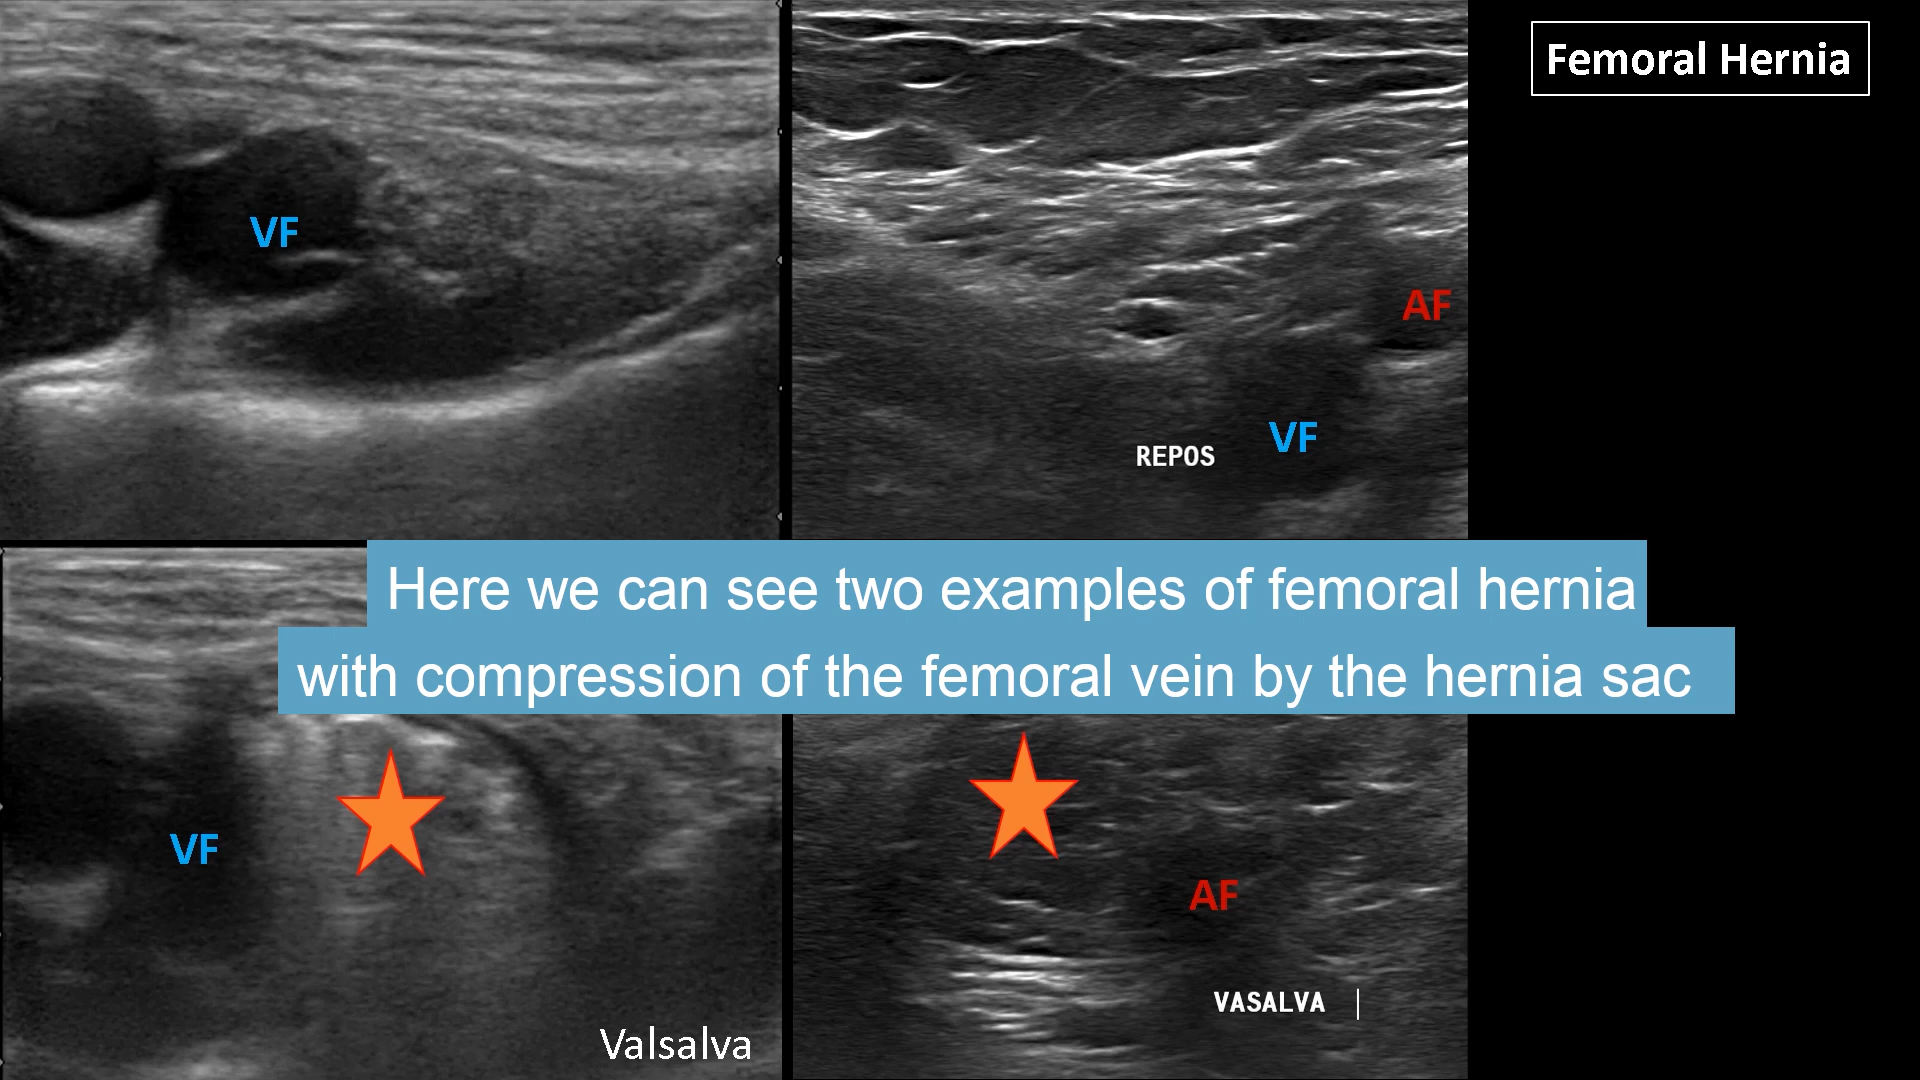 Femoral Hernia
VF
AF
VF
REPOS
Here we can see two examples of femoral hernia
with compression of the femoral vein by the hernia sac
VF
AF
VASALVA
Valsalva